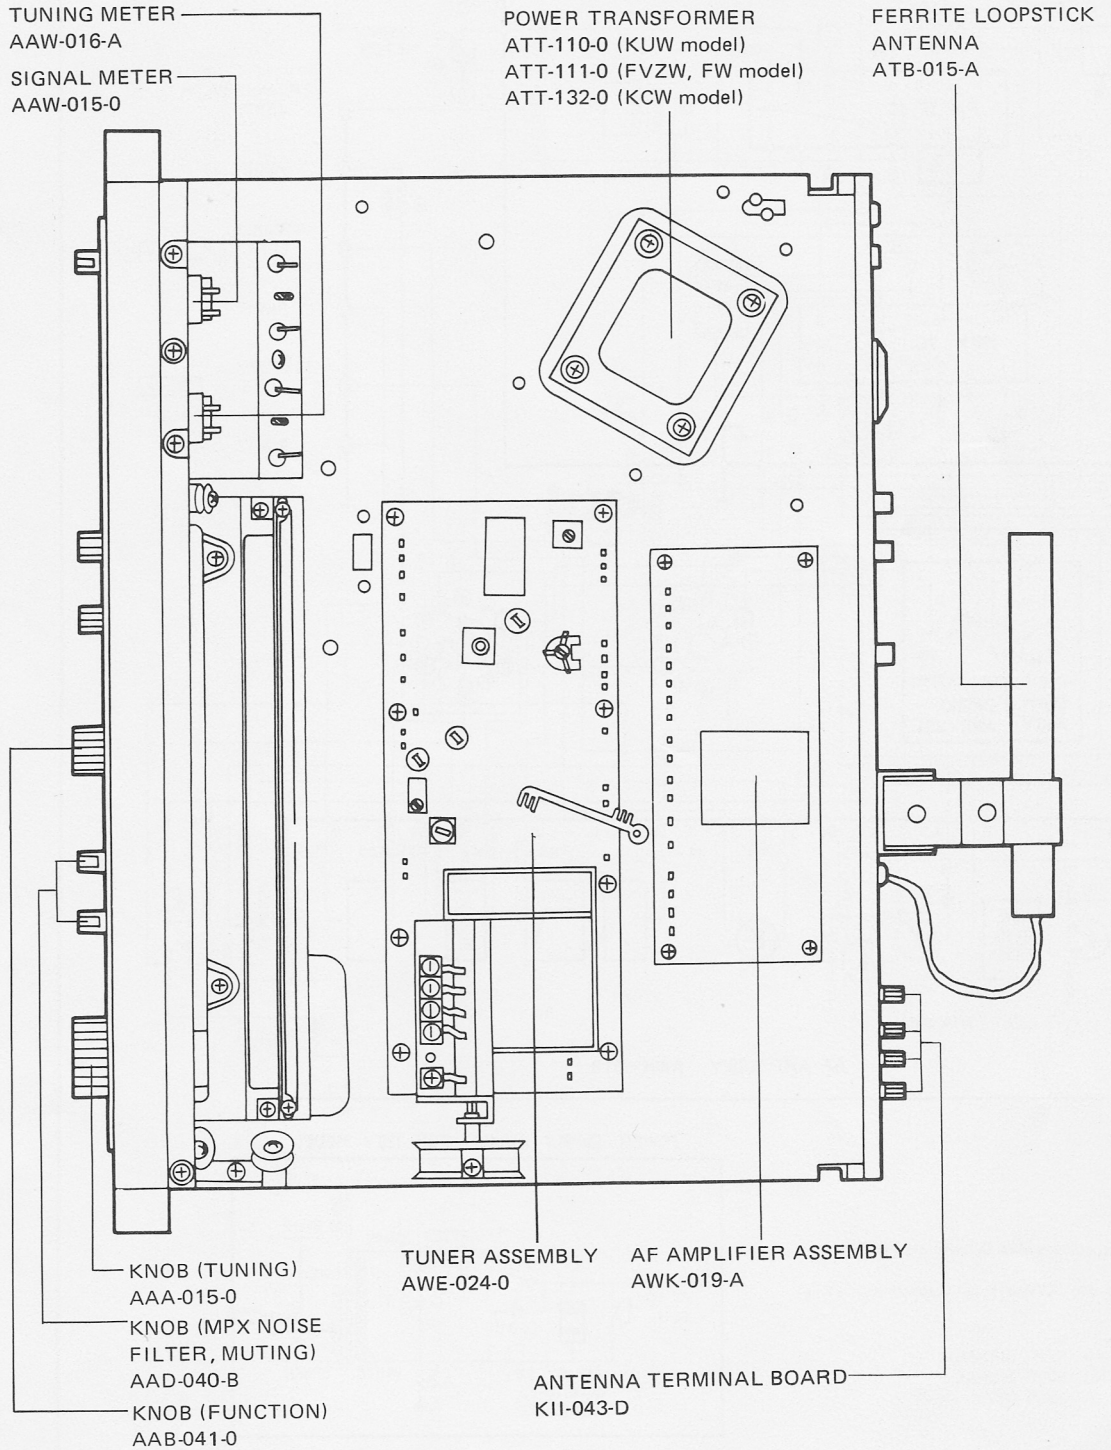 TUNING METER
AAW-016-A
SIGNAL METER
AAW-015-0
POWER TRANSFORMER
ATT-110-0 (KUW model)
ATT-111-0 (FVZW, FW model)
ATT-132-0 (KCW model)
FERRITE LOOPSTICK
ANTENNA
ATB-015-A
KNOB (TUNING)
AAA-015-0
KNOB (MPX NOISE
FILTER, MUTING)
AAD-040-B
KNOB (FUNCTION)
AAB-041-0
TUNER ASSEMBLY
AWE-024-0
AF AMPLIFIER ASSEMBLY
AWK-019-A
ANTENNA TERMINAL BOARD
KII-043-D